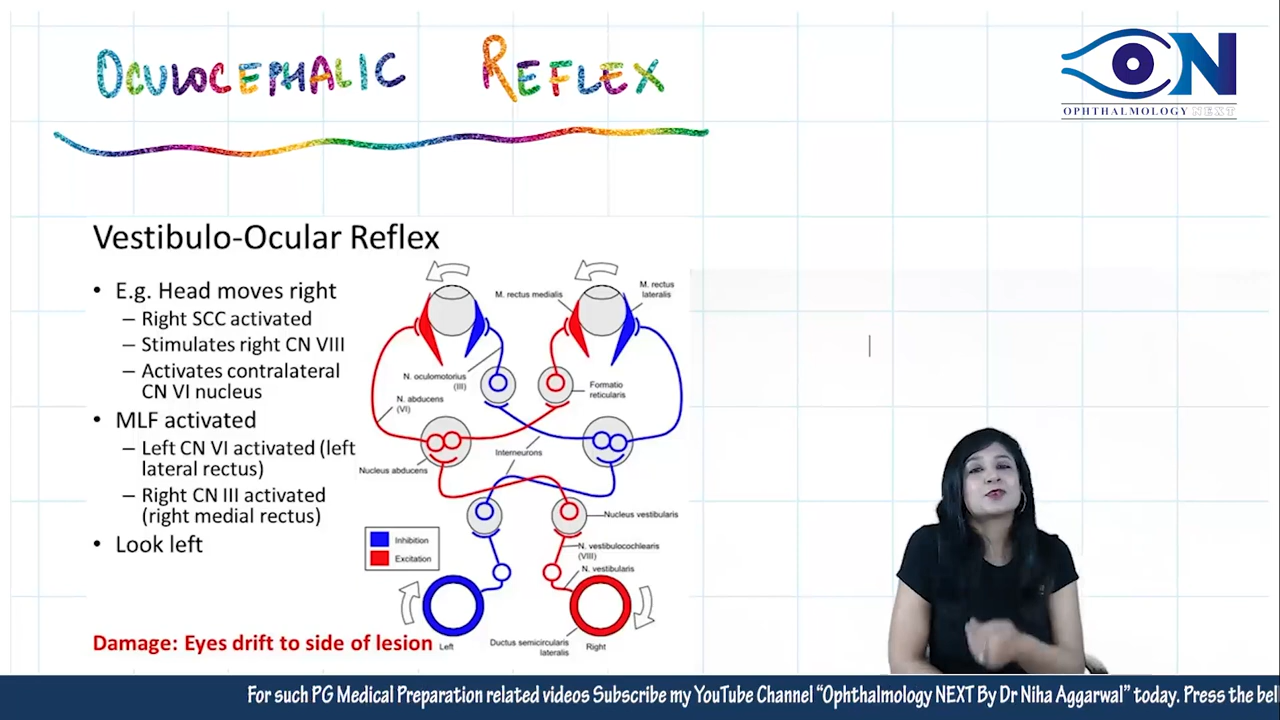 OCULOCEPHALIC REFLEX
ON
OPHTHALMOLOGY NEXT
Vestibulo-Ocular Reflex
• E.g. Head moves right
– Right SCC activated
– Stimulates right CN VIII
– Activates contralateral
CN VI nucleus
• MLF activated
– Left CN VI activated (left
lateral rectus)
– Right CN III activated
(right medial rectus)
• Look left
Damage: Eyes drift to side of lesion
M. rectus medialis
M. rectus
lateralis
N. oculomotorius
(III)
Formatio
reticularis
N. abducens
(VI)
Interneurons
Nucleus abducens
Nucleus vestibularis
Inhibition
Excitation
N. vestibulocochlearis
(VIII)
N. vestibularis
Ductus semicircularis
lateralis
Left
Right
For such PG Medical Preparation related videos Subscribe my YouTube Channel “Ophthalmology NEXT By Dr Niha Aggarwal” today. Press the bel